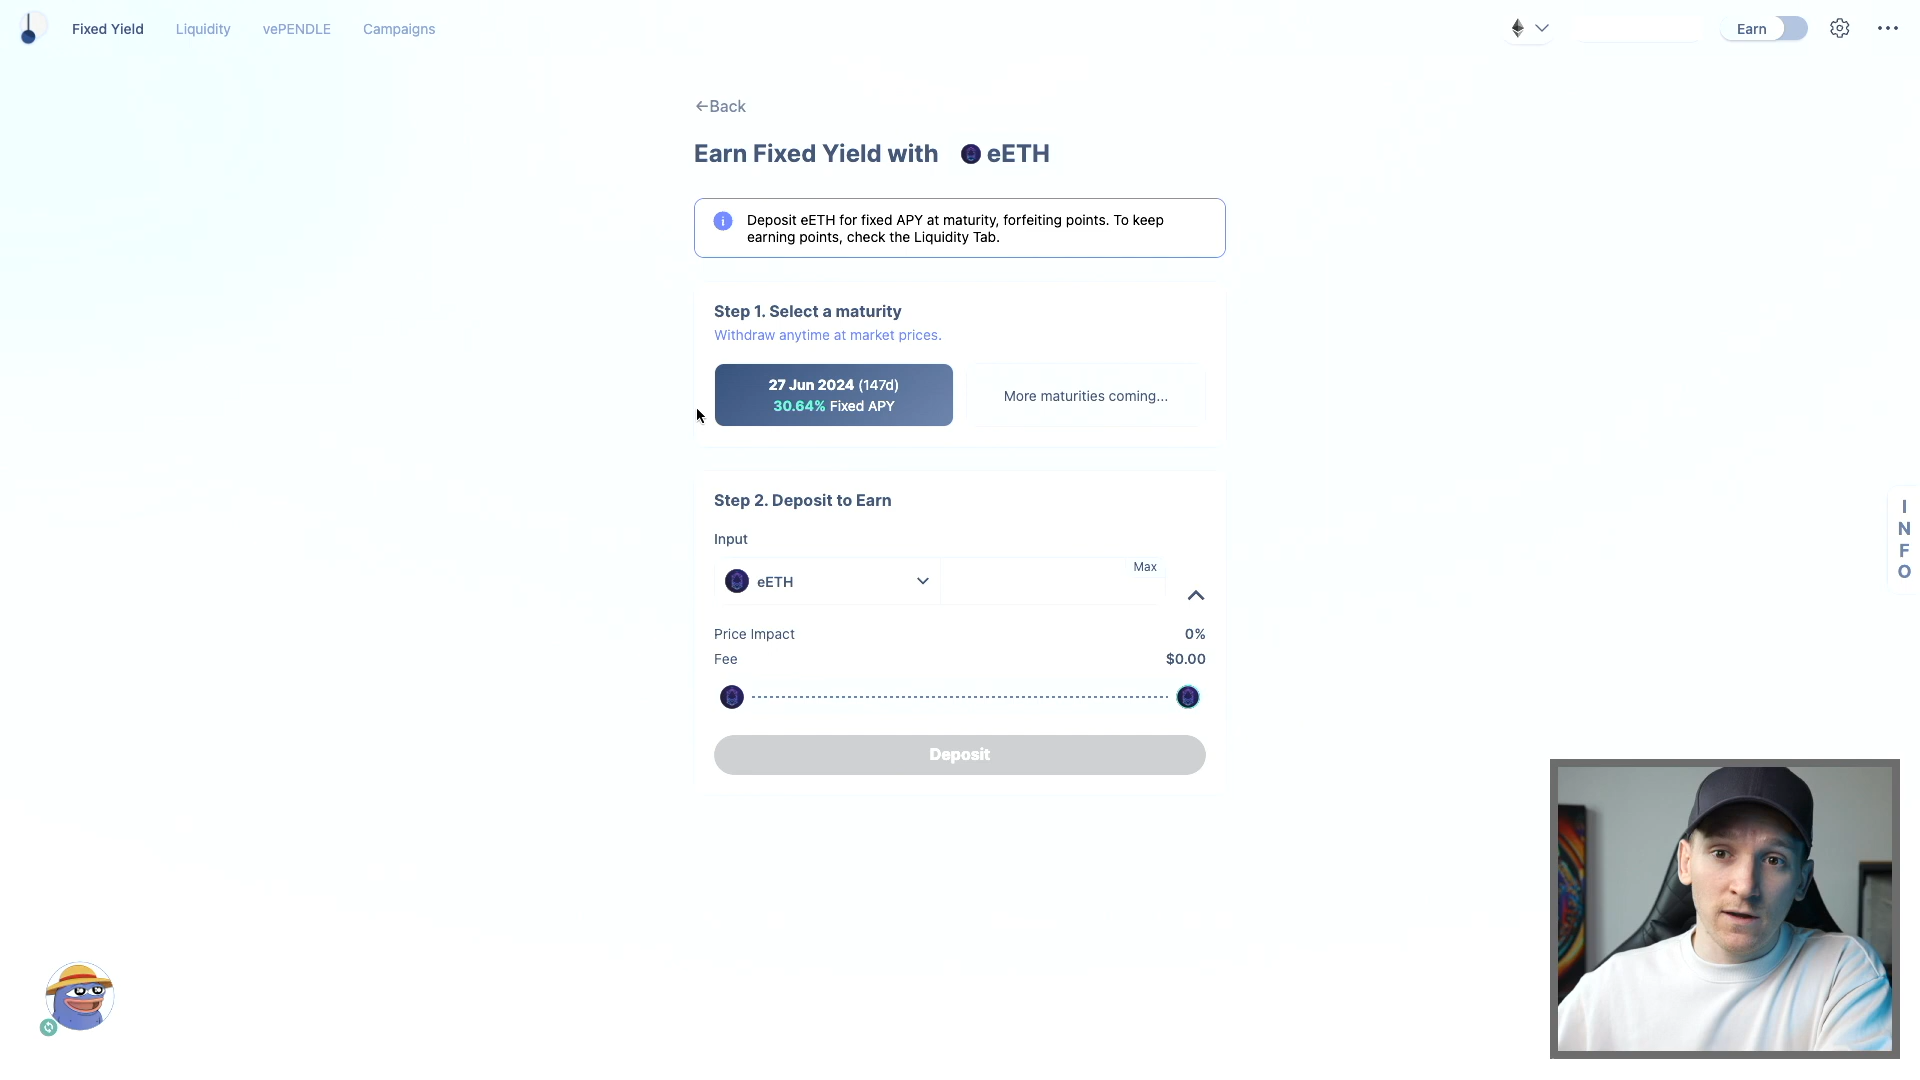 Fixed Yield
Liquidity
vePENDLE
Campaigns
Earn
←Back
Earn Fixed Yield with eETH
Deposit eETH for fixed APY at maturity, forfeiting points. To keep
earning points, check the Liquidity Tab.
Step 1. Select a maturity
Withdraw anytime at market prices.
27 Jun 2024 (147d)
30.64% Fixed APY
More maturities coming...
Step 2. Deposit to Earn
Input
eETH
Max
Price Impact
0%
Fee
$0.00
Deposit
INFO